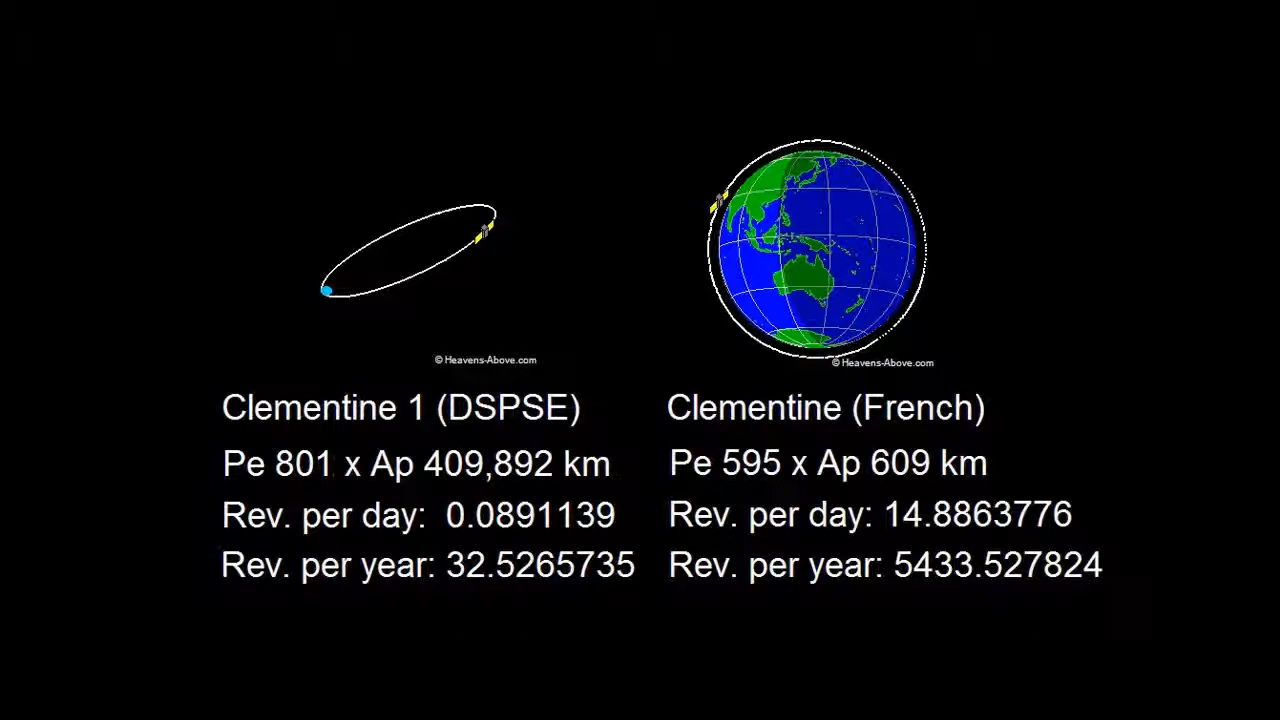 © Heavens-Above.com
Clementine 1 (DSPSE)
Pe 801 x Ap 409,892 km
Rev. per day: 0.0891139
Rev. per year: 32.5265735
© Heavens-Above.com
Clementine (French)
Pe 595 x Ap 609 km
Rev. per day: 14.8863776
Rev. per year: 5433.527824